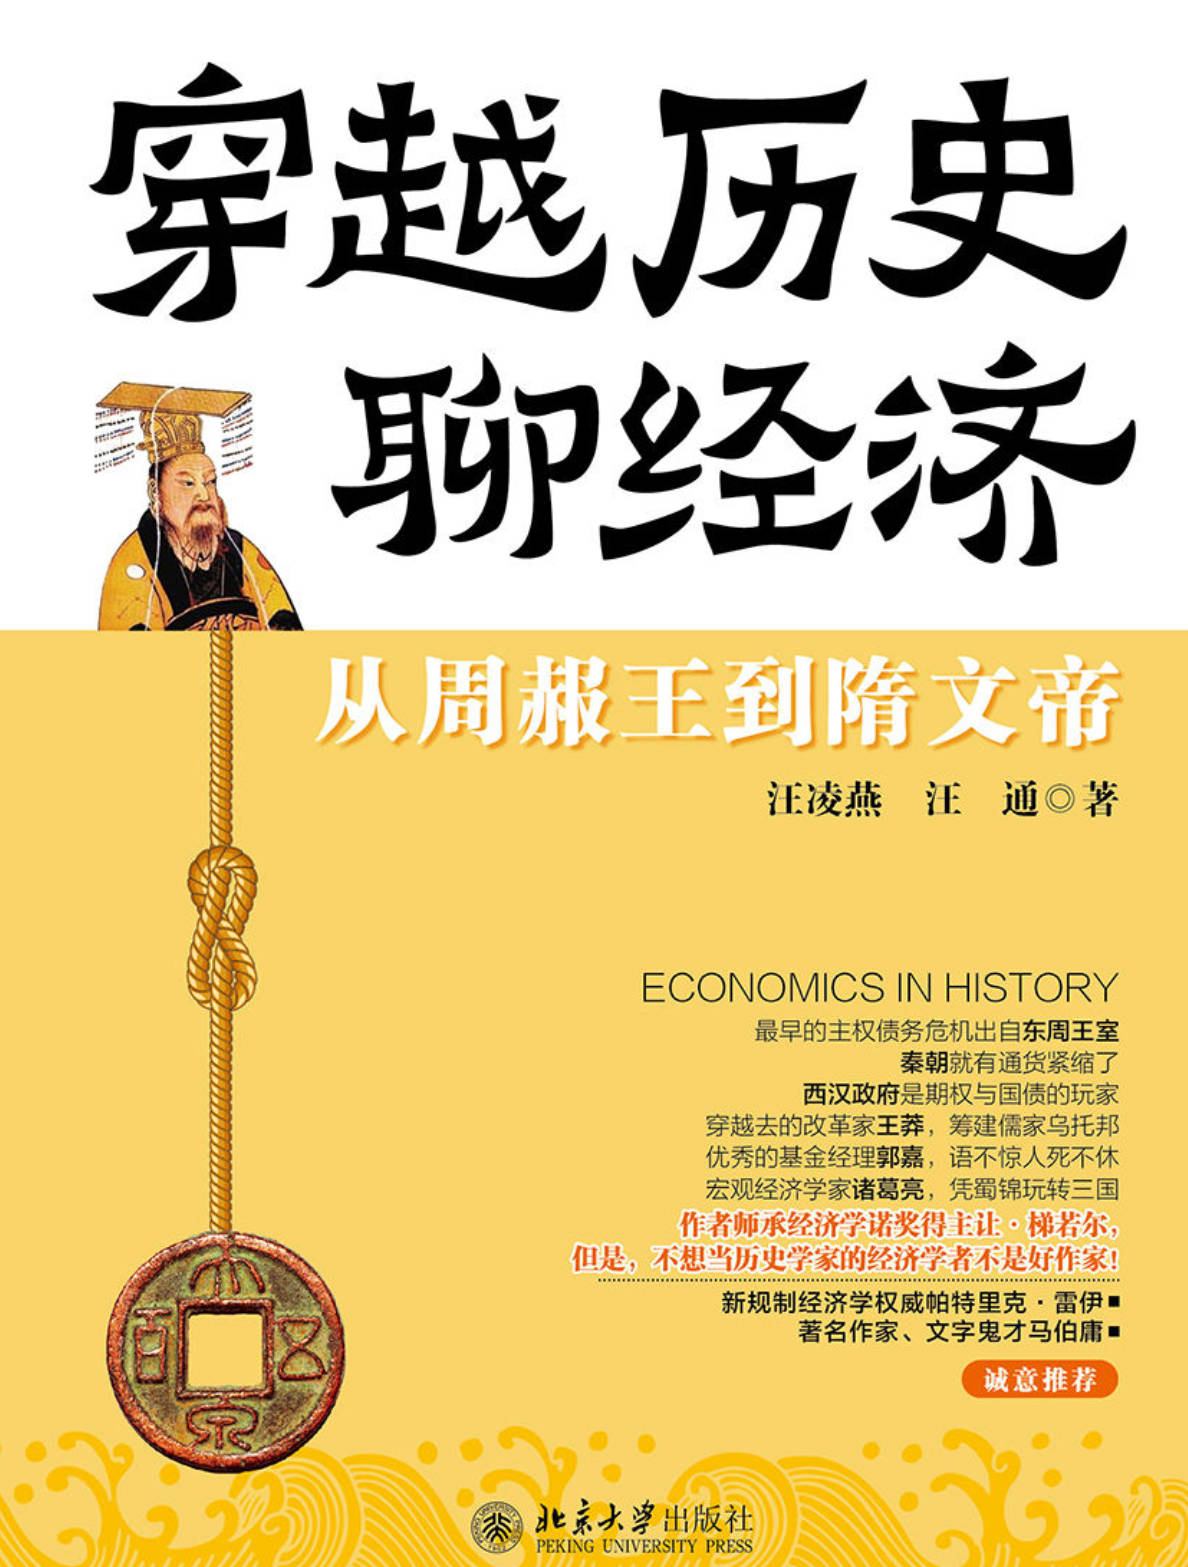 穿越历史
聊经济
从周赧王到隋文帝
汪凌燕 汪 通◎著
ECONOMICS IN HISTORY
最早的主权债务危机出自东周王室
秦朝就有通货紧缩了
西汉政府是期权与国债的玩家
穿越去的改革家王莽，筹建儒家乌托邦
优秀的基金经理郭嘉，语不惊人死不休
宏观经济学家诸葛亮，凭蜀锦玩转三国
作者师承经济学诺奖得主让·梯若尔，
但是，不想当历史学家的经济学者不是好作家！
新规制经济学权威帕特里克·雷伊■
著名作家、文字鬼才马伯庸■
诚意推荐
大
百 五
泉
北京大学出版社
PEKING UNIVERSITY PRESS